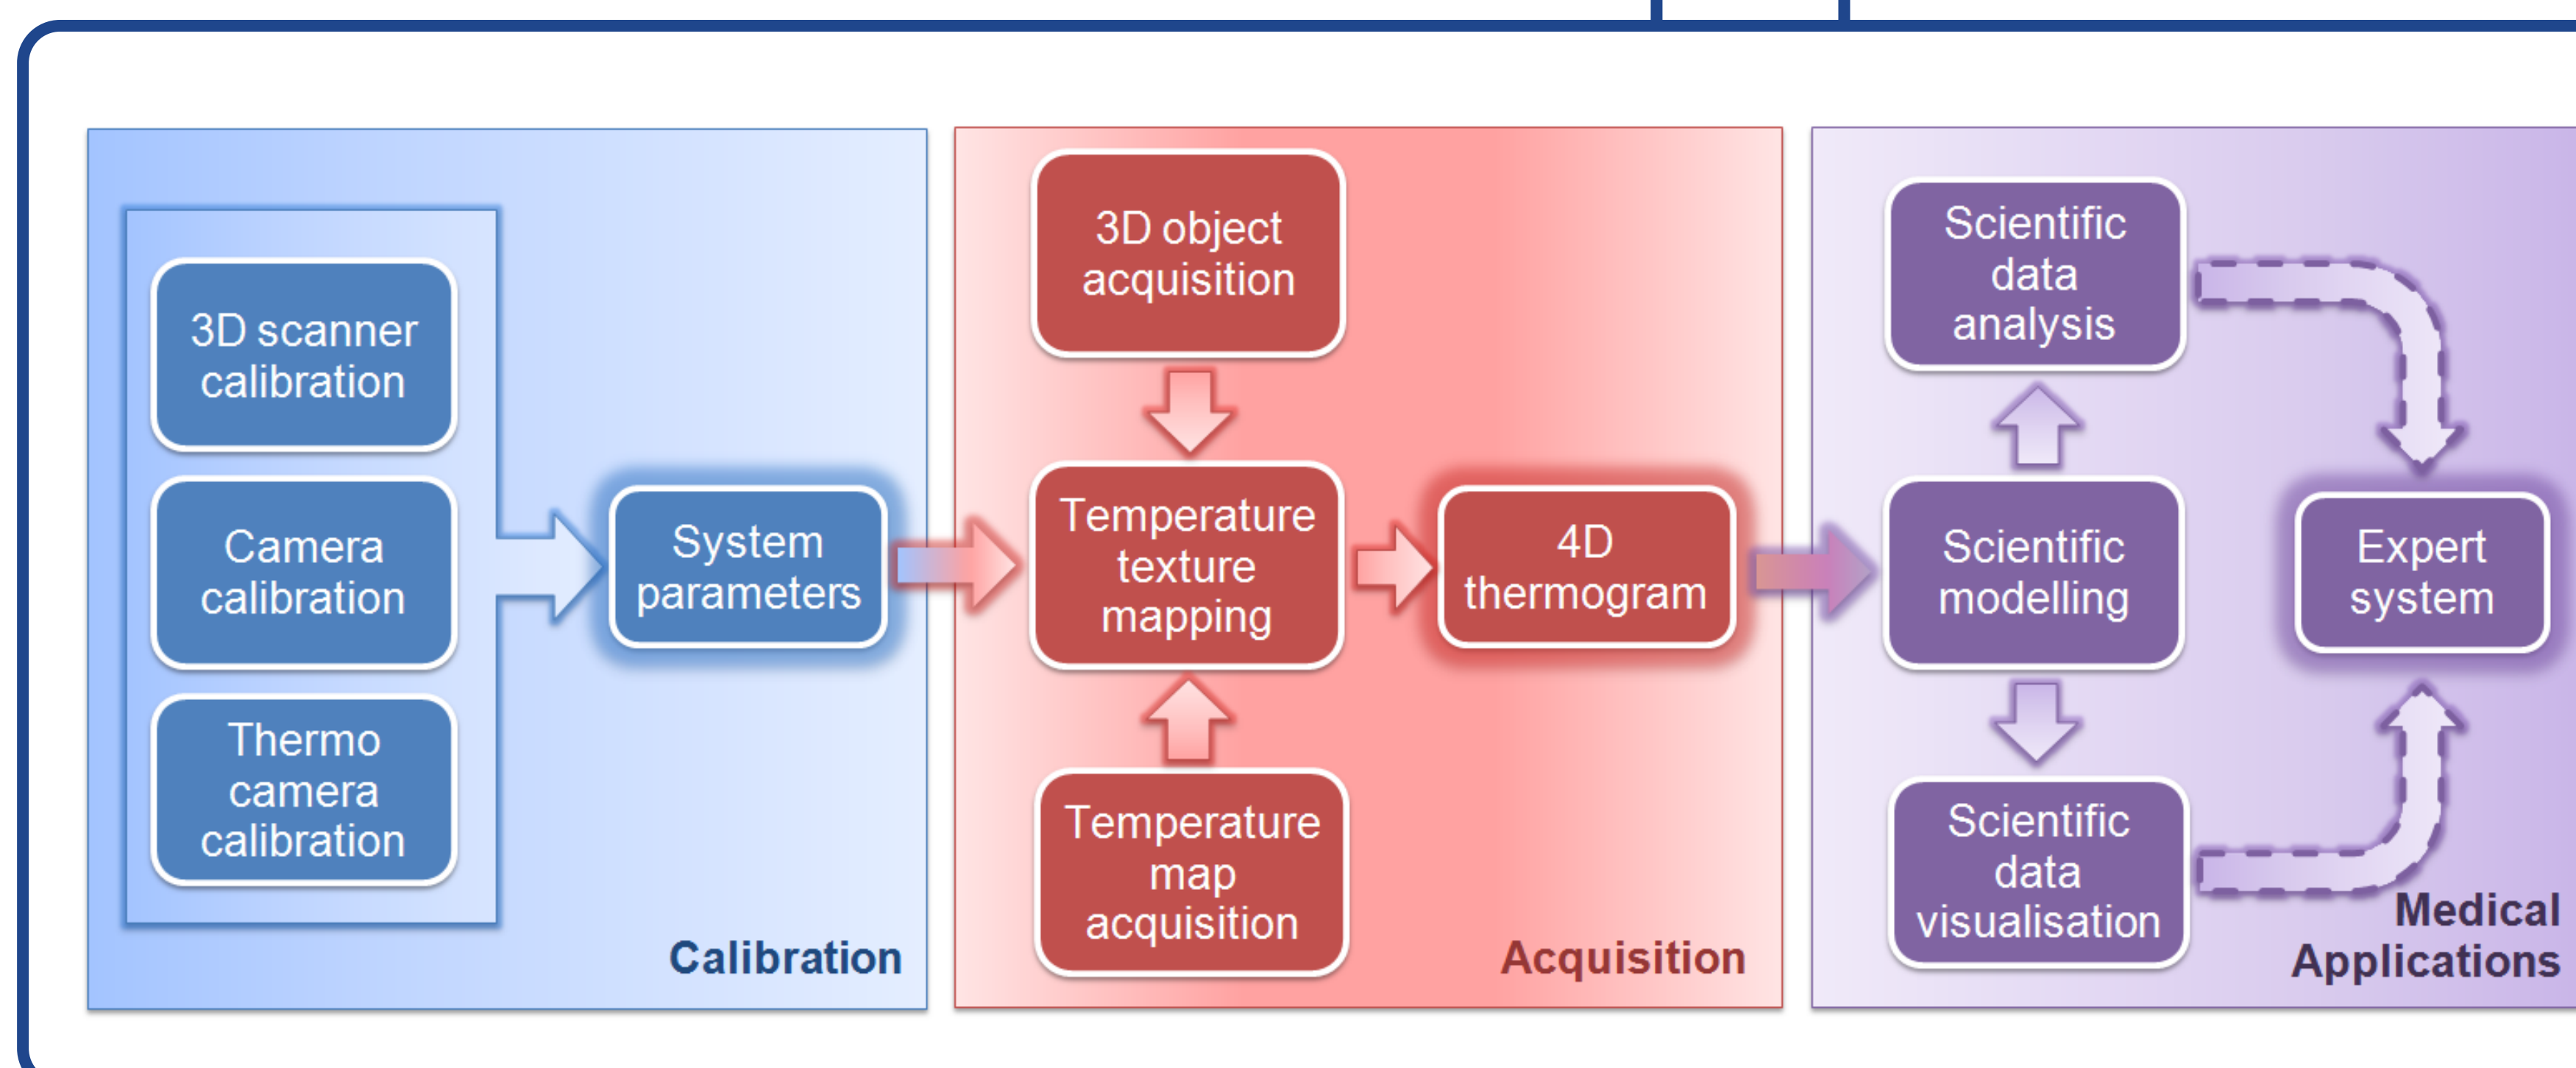 3D scanner
calibration
Camera
calibration
Thermo
camera
calibration
System
parameters
Calibration
3D object
acquisition
Temperature
texture
mapping
Temperature
map
acquisition
4D
thermogram
Acquisition
Scientific
data
analysis
Scientific
modelling
Scientific
data
visualisation
Expert
system
Medical
Applications